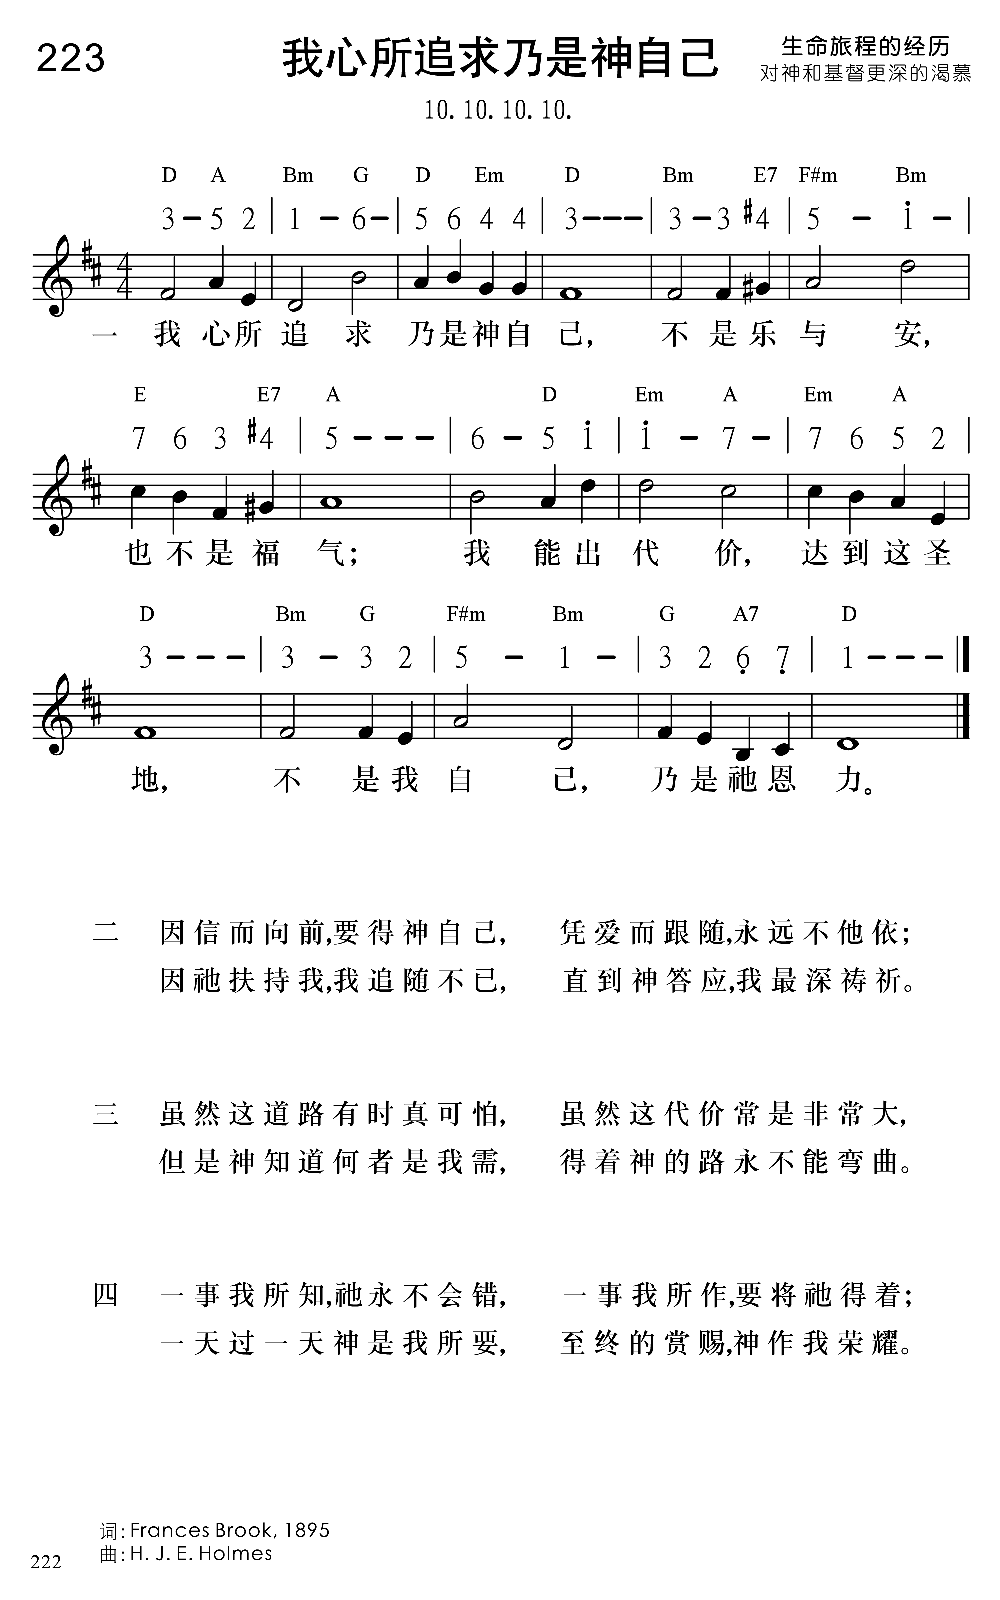 223
我心所追求乃是神自己
生命旅程的经历
对神和基督更深的渴慕
10. 10. 10. 10.
D A Bm G D Em D Bm E7 F#m Bm
3 - 5 2 | 1 - 6 - | 5 6 4 4 | 3 - - - | 3 - 3 #4 | 5 - i - |
一 我 心所 追 求 乃是神自 己， 不 是 乐 与 安，
E E7 A D Em A Em A
7 6 3 #4 | 5 - - - | 6 - 5 i | i - 7 - | 7 6 5 2 |
也 不 是 福 气； 我 能 出 代 价， 达 到 这 圣
D Bm G F#m Bm G A7 D
3 - - - | 3 - 3 2 | 5 - 1 - | 3 2 6̣ 7̣ | 1 - - - ‖
地， 不 是 我 自 己， 乃 是 祂 恩 力。
二 因信而向前,要得神自己， 凭爱而跟随,永远不他依；
因祂扶持我,我追随不已， 直到神答应,我最深祷祈。
三 虽然这道路有时真可怕， 虽然这代价常是非常大，
但是神知道何者是我需， 得着神的路永不能弯曲。
四 一事我所知,祂永不会错， 一事我所作,要将祂得着；
一天过一天神是我所要， 至终的赏赐,神作我荣耀。
词: Frances Brook, 1895
曲: H. J. E. Holmes
222